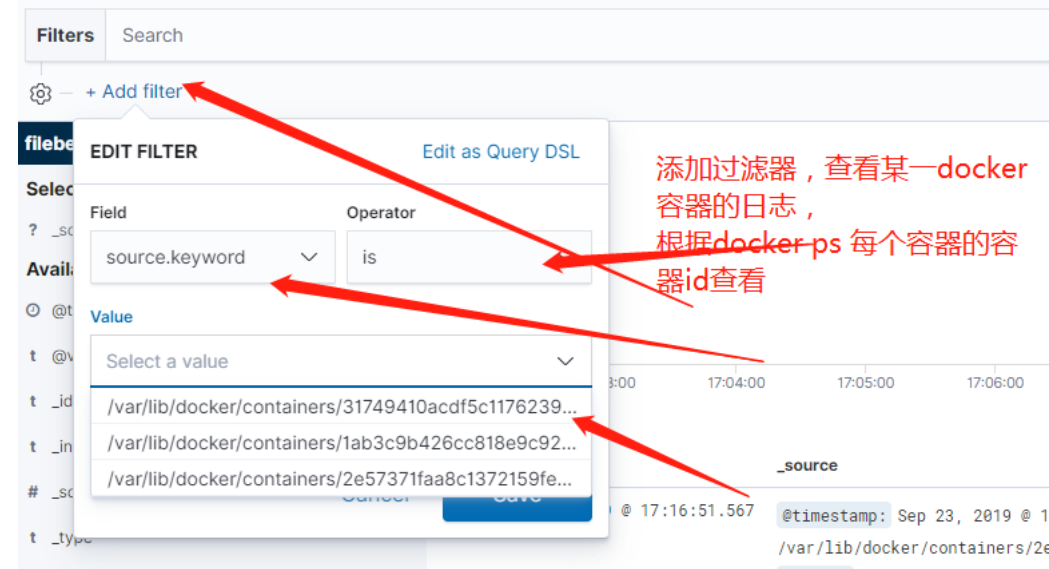 Filters Search
+ Add filter
filebe
EDIT FILTER Edit as Query DSL
Selec
Field Operator
? _sc
source.keyword is
Availa
@t
Value
t @v
Select a value
t _id
/var/lib/docker/containers/31749410acdf5c1176239...
t _in
/var/lib/docker/containers/1ab3c9b426cc818e9c92...
/var/lib/docker/containers/2e57371faa8c1372159fe...
# _sc
Cancel Save
t _type
添加过滤器，查看某一docker
容器的日志，
根据docker ps 每个容器的容
器id查看
3:00 17:04:00 17:05:00 17:06:00
_source
@ 17:16:51.567 @timestamp: Sep 23, 2019 @ 1
/var/lib/docker/containers/2e